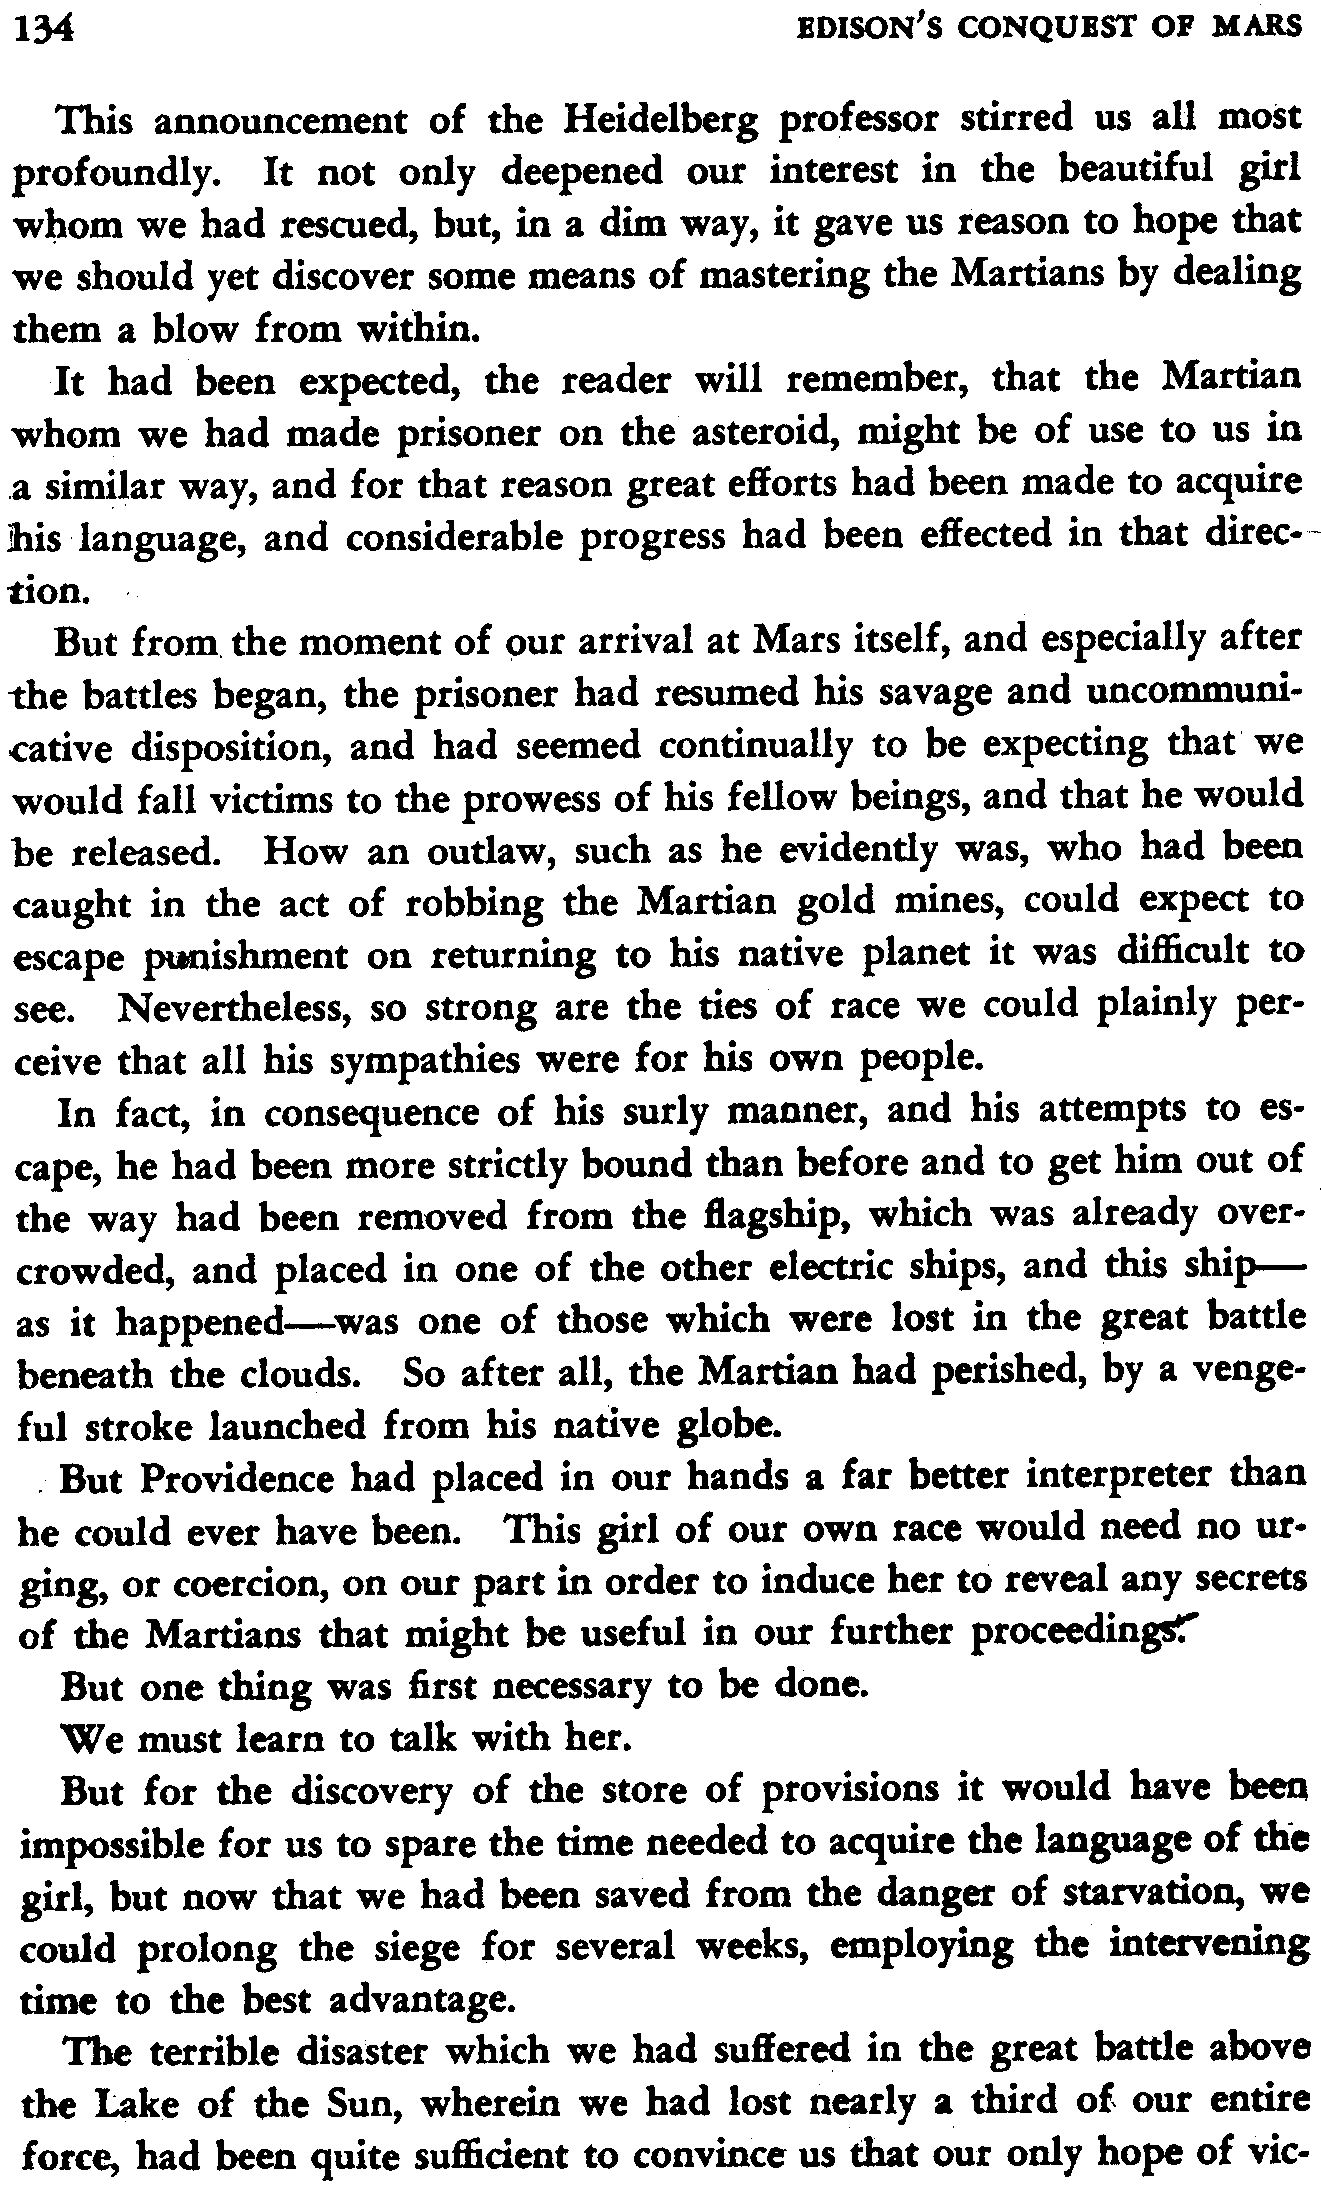 134 EDISON'S CONQUEST OF MARS
This announcement of the Heidelberg professor stirred us all most
profoundly. It not only deepened our interest in the beautiful girl
whom we had rescued, but, in a dim way, it gave us reason to hope that
we should yet discover some means of mastering the Martians by dealing
them a blow from within.
It had been expected, the reader will remember, that the Martian
whom we had made prisoner on the asteroid, might be of use to us in
a similar way, and for that reason great efforts had been made to acquire
his language, and considerable progress had been effected in that direc-
tion.
But from the moment of our arrival at Mars itself, and especially after
the battles began, the prisoner had resumed his savage and uncommuni-
cative disposition, and had seemed continually to be expecting that we
would fall victims to the prowess of his fellow beings, and that he would
be released. How an outlaw, such as he evidently was, who had been
caught in the act of robbing the Martian gold mines, could expect to
escape punishment on returning to his native planet it was difficult to
see. Nevertheless, so strong are the ties of race we could plainly per-
ceive that all his sympathies were for his own people.
In fact, in consequence of his surly manner, and his attempts to es-
cape, he had been more strictly bound than before and to get him out of
the way had been removed from the flagship, which was already over-
crowded, and placed in one of the other electric ships, and this ship—
as it happened—was one of those which were lost in the great battle
beneath the clouds. So after all, the Martian had perished, by a venge-
ful stroke launched from his native globe.
But Providence had placed in our hands a far better interpreter than
he could ever have been. This girl of our own race would need no ur-
ging, or coercion, on our part in order to induce her to reveal any secrets
of the Martians that might be useful in our further proceedings.
But one thing was first necessary to be done.
We must learn to talk with her.
But for the discovery of the store of provisions it would have been
impossible for us to spare the time needed to acquire the language of the
girl, but now that we had been saved from the danger of starvation, we
could prolong the siege for several weeks, employing the intervening
time to the best advantage.
The terrible disaster which we had suffered in the great battle above
the Lake of the Sun, wherein we had lost nearly a third of our entire
force, had been quite sufficient to convince us that our only hope of vic-